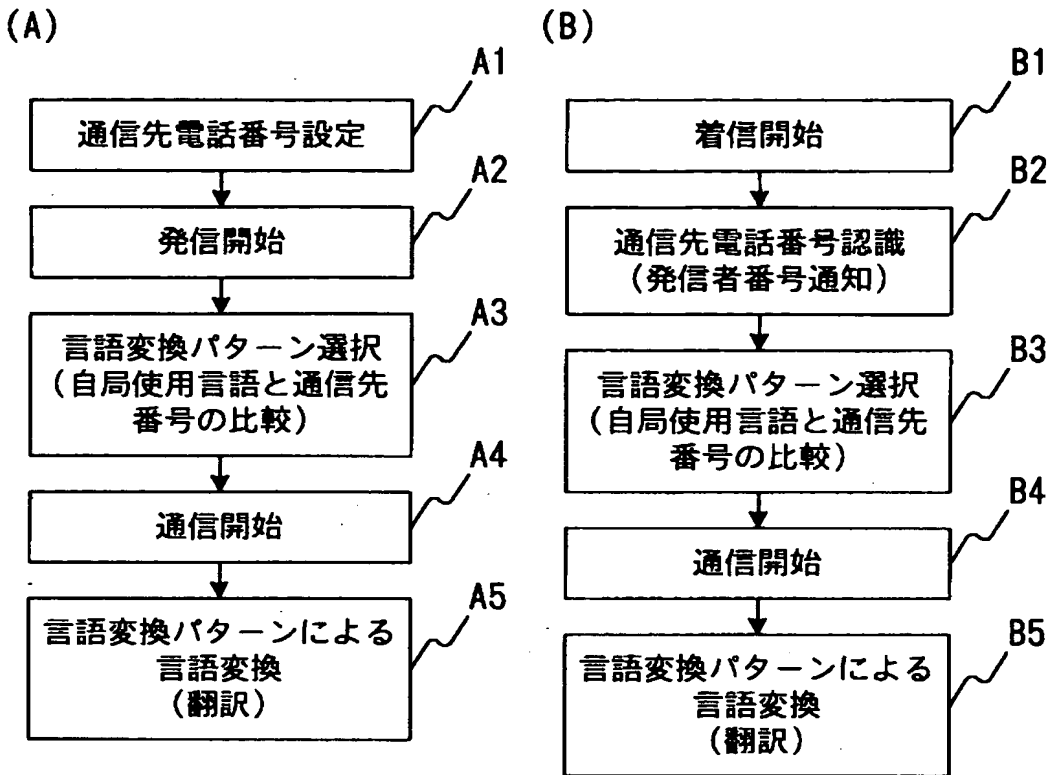 (A)
A1
通信先電話番号設定
A2
発信開始
A3
言語変換パターン選択
(自局使用言語と通信先
番号の比較)
A4
通信開始
A5
言語変換パターンによる
言語変換
(翻訳)
(B)
B1
着信開始
B2
通信先電話番号認識
(発信者番号通知)
B3
言語変換パターン選択
(自局使用言語と通信先
番号の比較)
B4
通信開始
B5
言語変換パターンによる
言語変換
(翻訳)